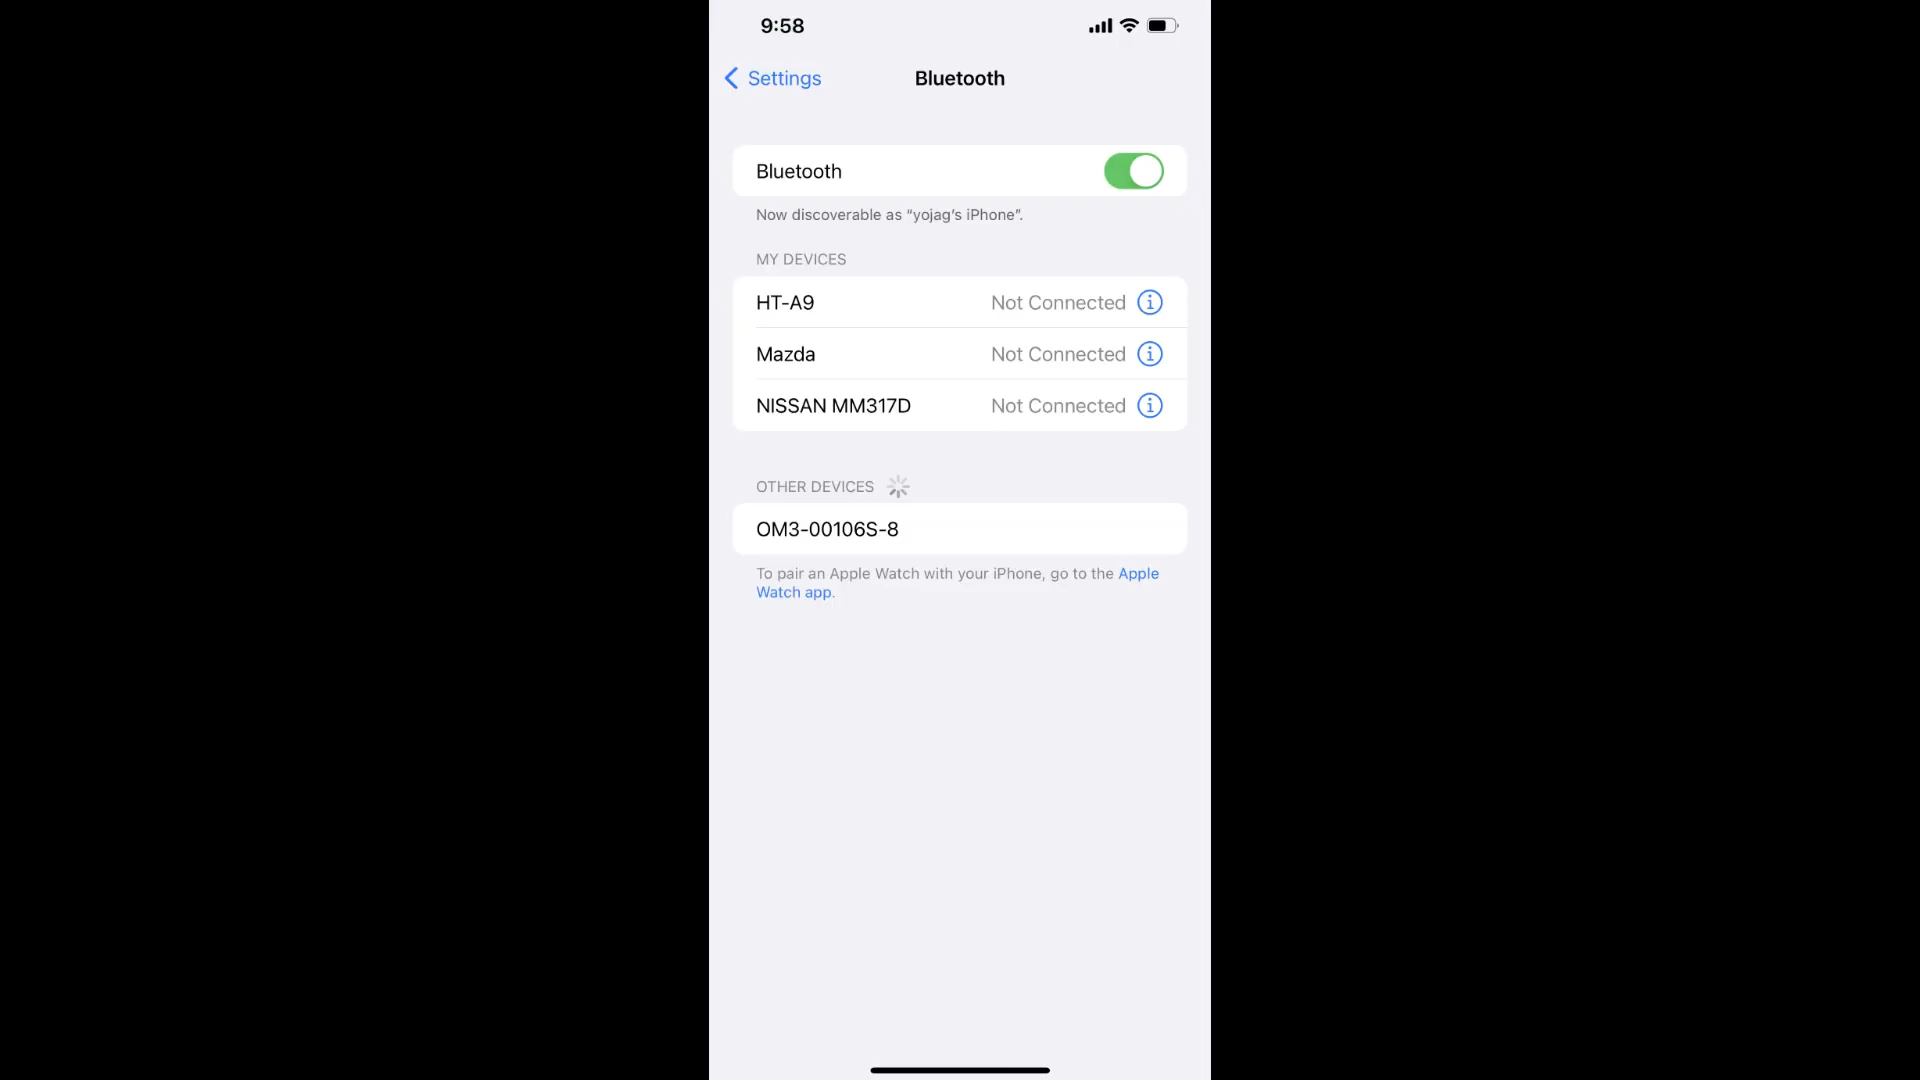 9:58
Settings
Bluetooth
Bluetooth
Now discoverable as “yojag’s iPhone”.
MY DEVICES
HT-A9 Not Connected
Mazda Not Connected
NISSAN MM317D Not Connected
OTHER DEVICES
OM3-00106S-8
To pair an Apple Watch with your iPhone, go to the Apple
Watch app.